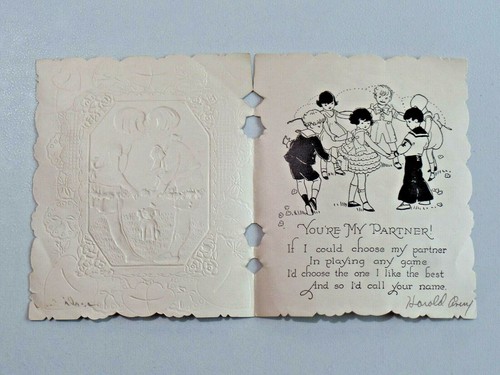 YOU'RE MY PARTNER!
If I could choose my partner
In playing any game
I'd choose the one I like the best
And so I'd call your name.
Harold